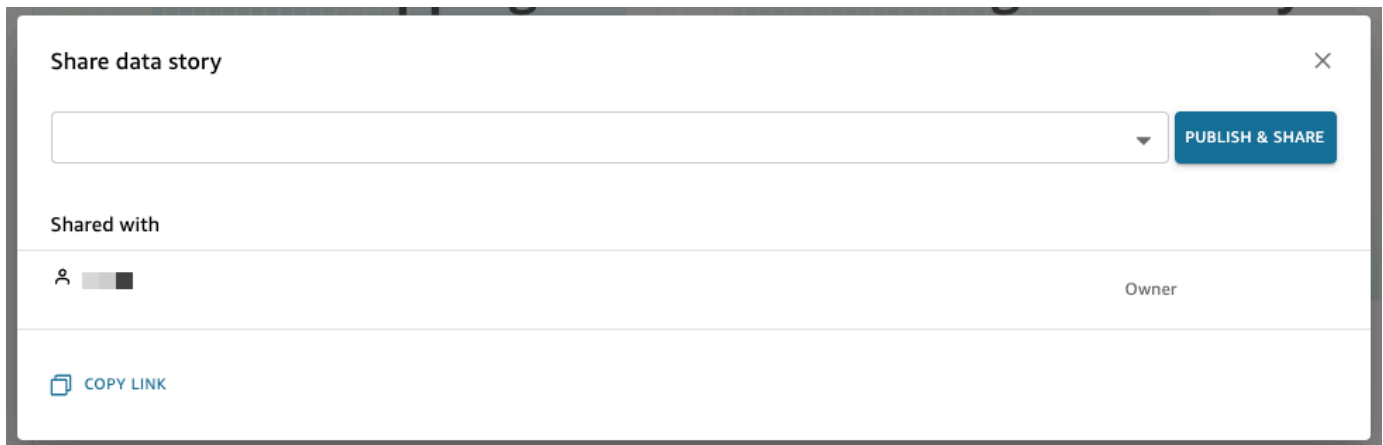 Share data story
PUBLISH & SHARE
Shared with
Owner
COPY LINK